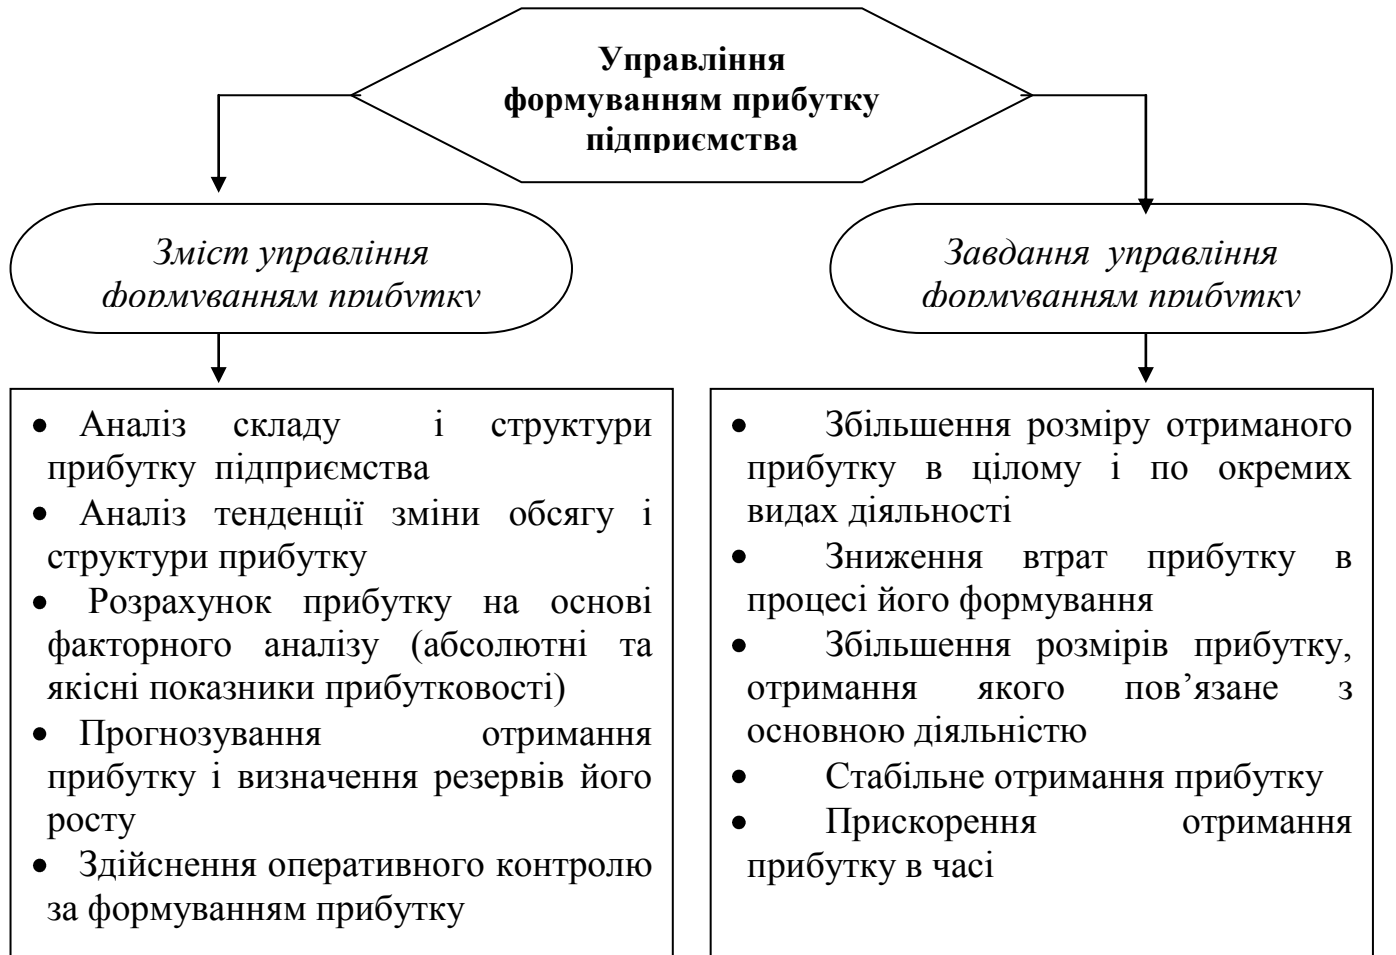 Управління
формуванням прибутку
підприємства
Зміст управління
формуванням прибутку
Завдання управління
формуванням прибутку
• Аналіз складу і структури
прибутку підприємства
• Аналіз тенденції зміни обсягу і
структури прибутку
• Розрахунок прибутку на основі
факторного аналізу (абсолютні та
якісні показники прибутковості)
• Прогнозування отримання
прибутку і визначення резервів його
росту
• Здійснення оперативного контролю
за формуванням прибутку
• Збільшення розміру отриманого
прибутку в цілому і по окремих
видах діяльності
• Зниження втрат прибутку в
процесі його формування
• Збільшення розмірів прибутку,
отримання якого пов’язане з
основною діяльністю
• Стабільне отримання прибутку
• Прискорення отримання
прибутку в часі